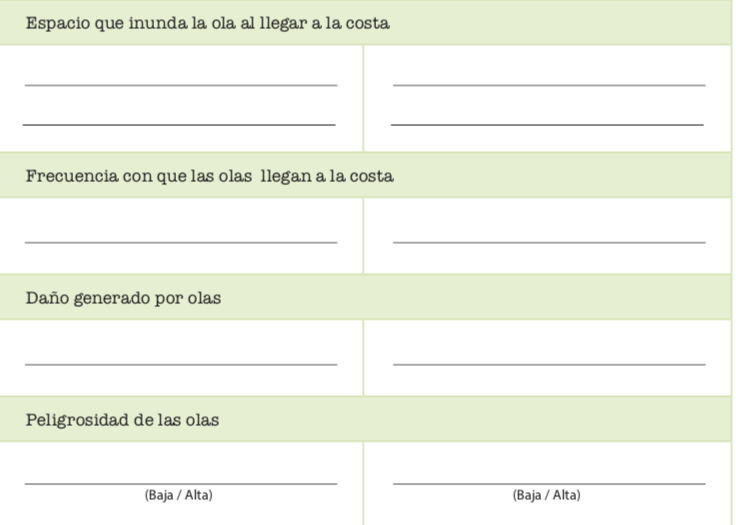 Espacio que inunda la ola al llegar a la costa
Frecuencia con que las olas llegan a la costa
Daño generado por olas
Peligrosidad de las olas
(Baja / Alta)
(Baja / Alta)